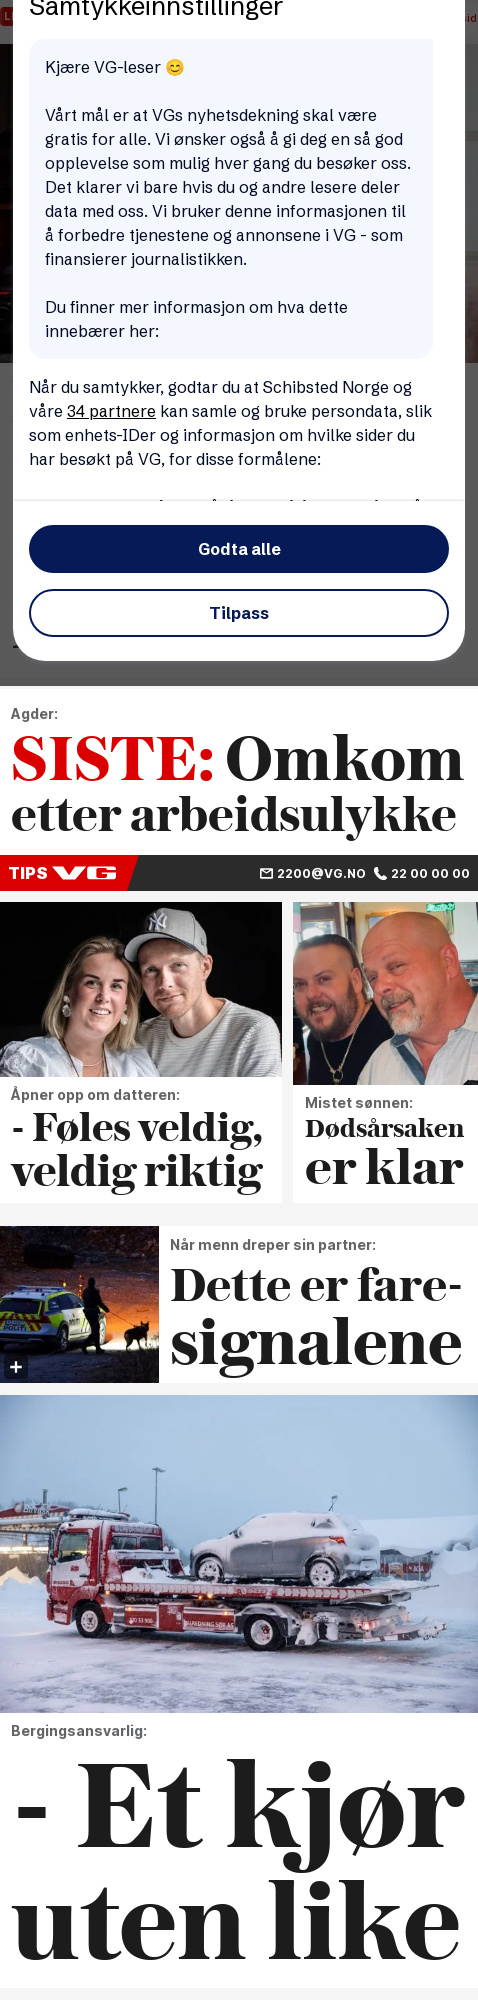 Samtykkeinnstillinger
Kjære VG-leser 😊
Vårt mål er at VGs nyhetsdekning skal være
gratis for alle. Vi ønsker også å gi deg en så god
opplevelse som mulig hver gang du besøker oss.
Det klarer vi bare hvis du og andre lesere deler
data med oss. Vi bruker denne informasjonen til
å forbedre tjenestene og annonsene i VG - som
finansierer journalistikken.
Du finner mer informasjon om hva dette
innebærer her:
Når du samtykker, godtar du at Schibsted Norge og
våre 34 partnere kan samle og bruke persondata, slik
som enhets-IDer og informasjon om hvilke sider du
har besøkt på VG, for disse formålene:
Godta alle
Tilpass
Agder:
SISTE: Omkom
etter arbeidsulykke
TIPS VG 2200@VG.NO 22 00 00 00
Åpner opp om datteren:
- Føles veldig,
veldig riktig
Mistet sønnen:
Dødsårsaken
er klar
Når menn dreper sin partner:
Dette er fare-
signalene
POLITI
Bergingsansvarlig:
- Et kjør
uten like